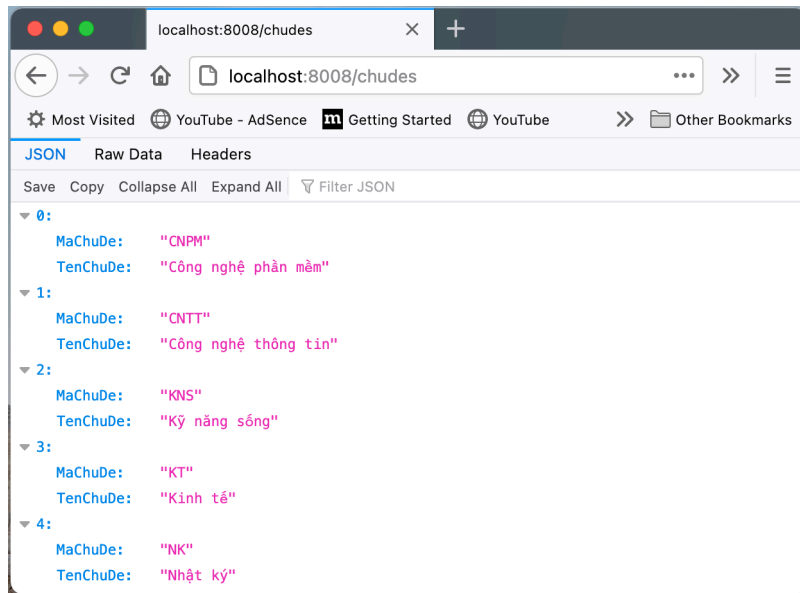 localhost:8008/chudes
localhost:8008/chudes
Most Visited YouTube - AdSence m Getting Started YouTube Other Bookmarks
JSON Raw Data Headers
Save Copy Collapse All Expand All Filter JSON
0:
MaChuDe: "CNPM"
TenChuDe: "Công nghệ phần mềm"
1:
MaChuDe: "CNTT"
TenChuDe: "Công nghệ thông tin"
2:
MaChuDe: "KNS"
TenChuDe: "Kỹ năng sống"
3:
MaChuDe: "KT"
TenChuDe: "Kinh tế"
4:
MaChuDe: "NK"
TenChuDe: "Nhật ký"